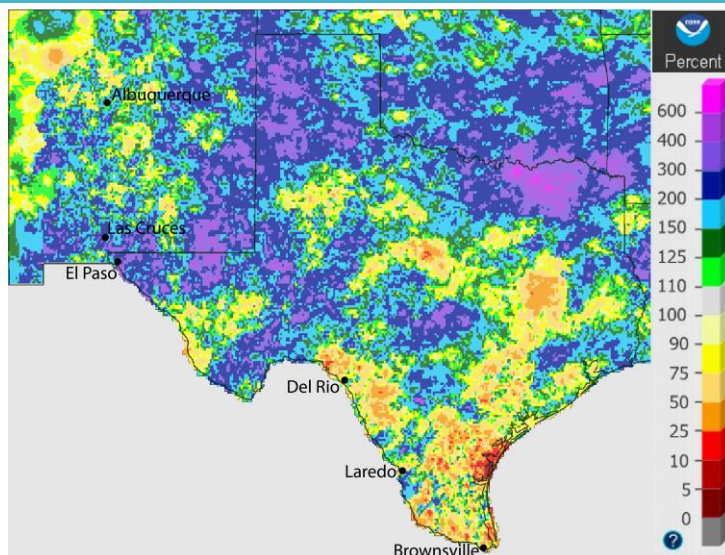 NOAA
Percent
Albuquerque
Las Cruces
El Paso
Del Rio
Laredo
Brownsville
600
400
300
200
150
125
110
100
90
75
50
25
10
5
0
?